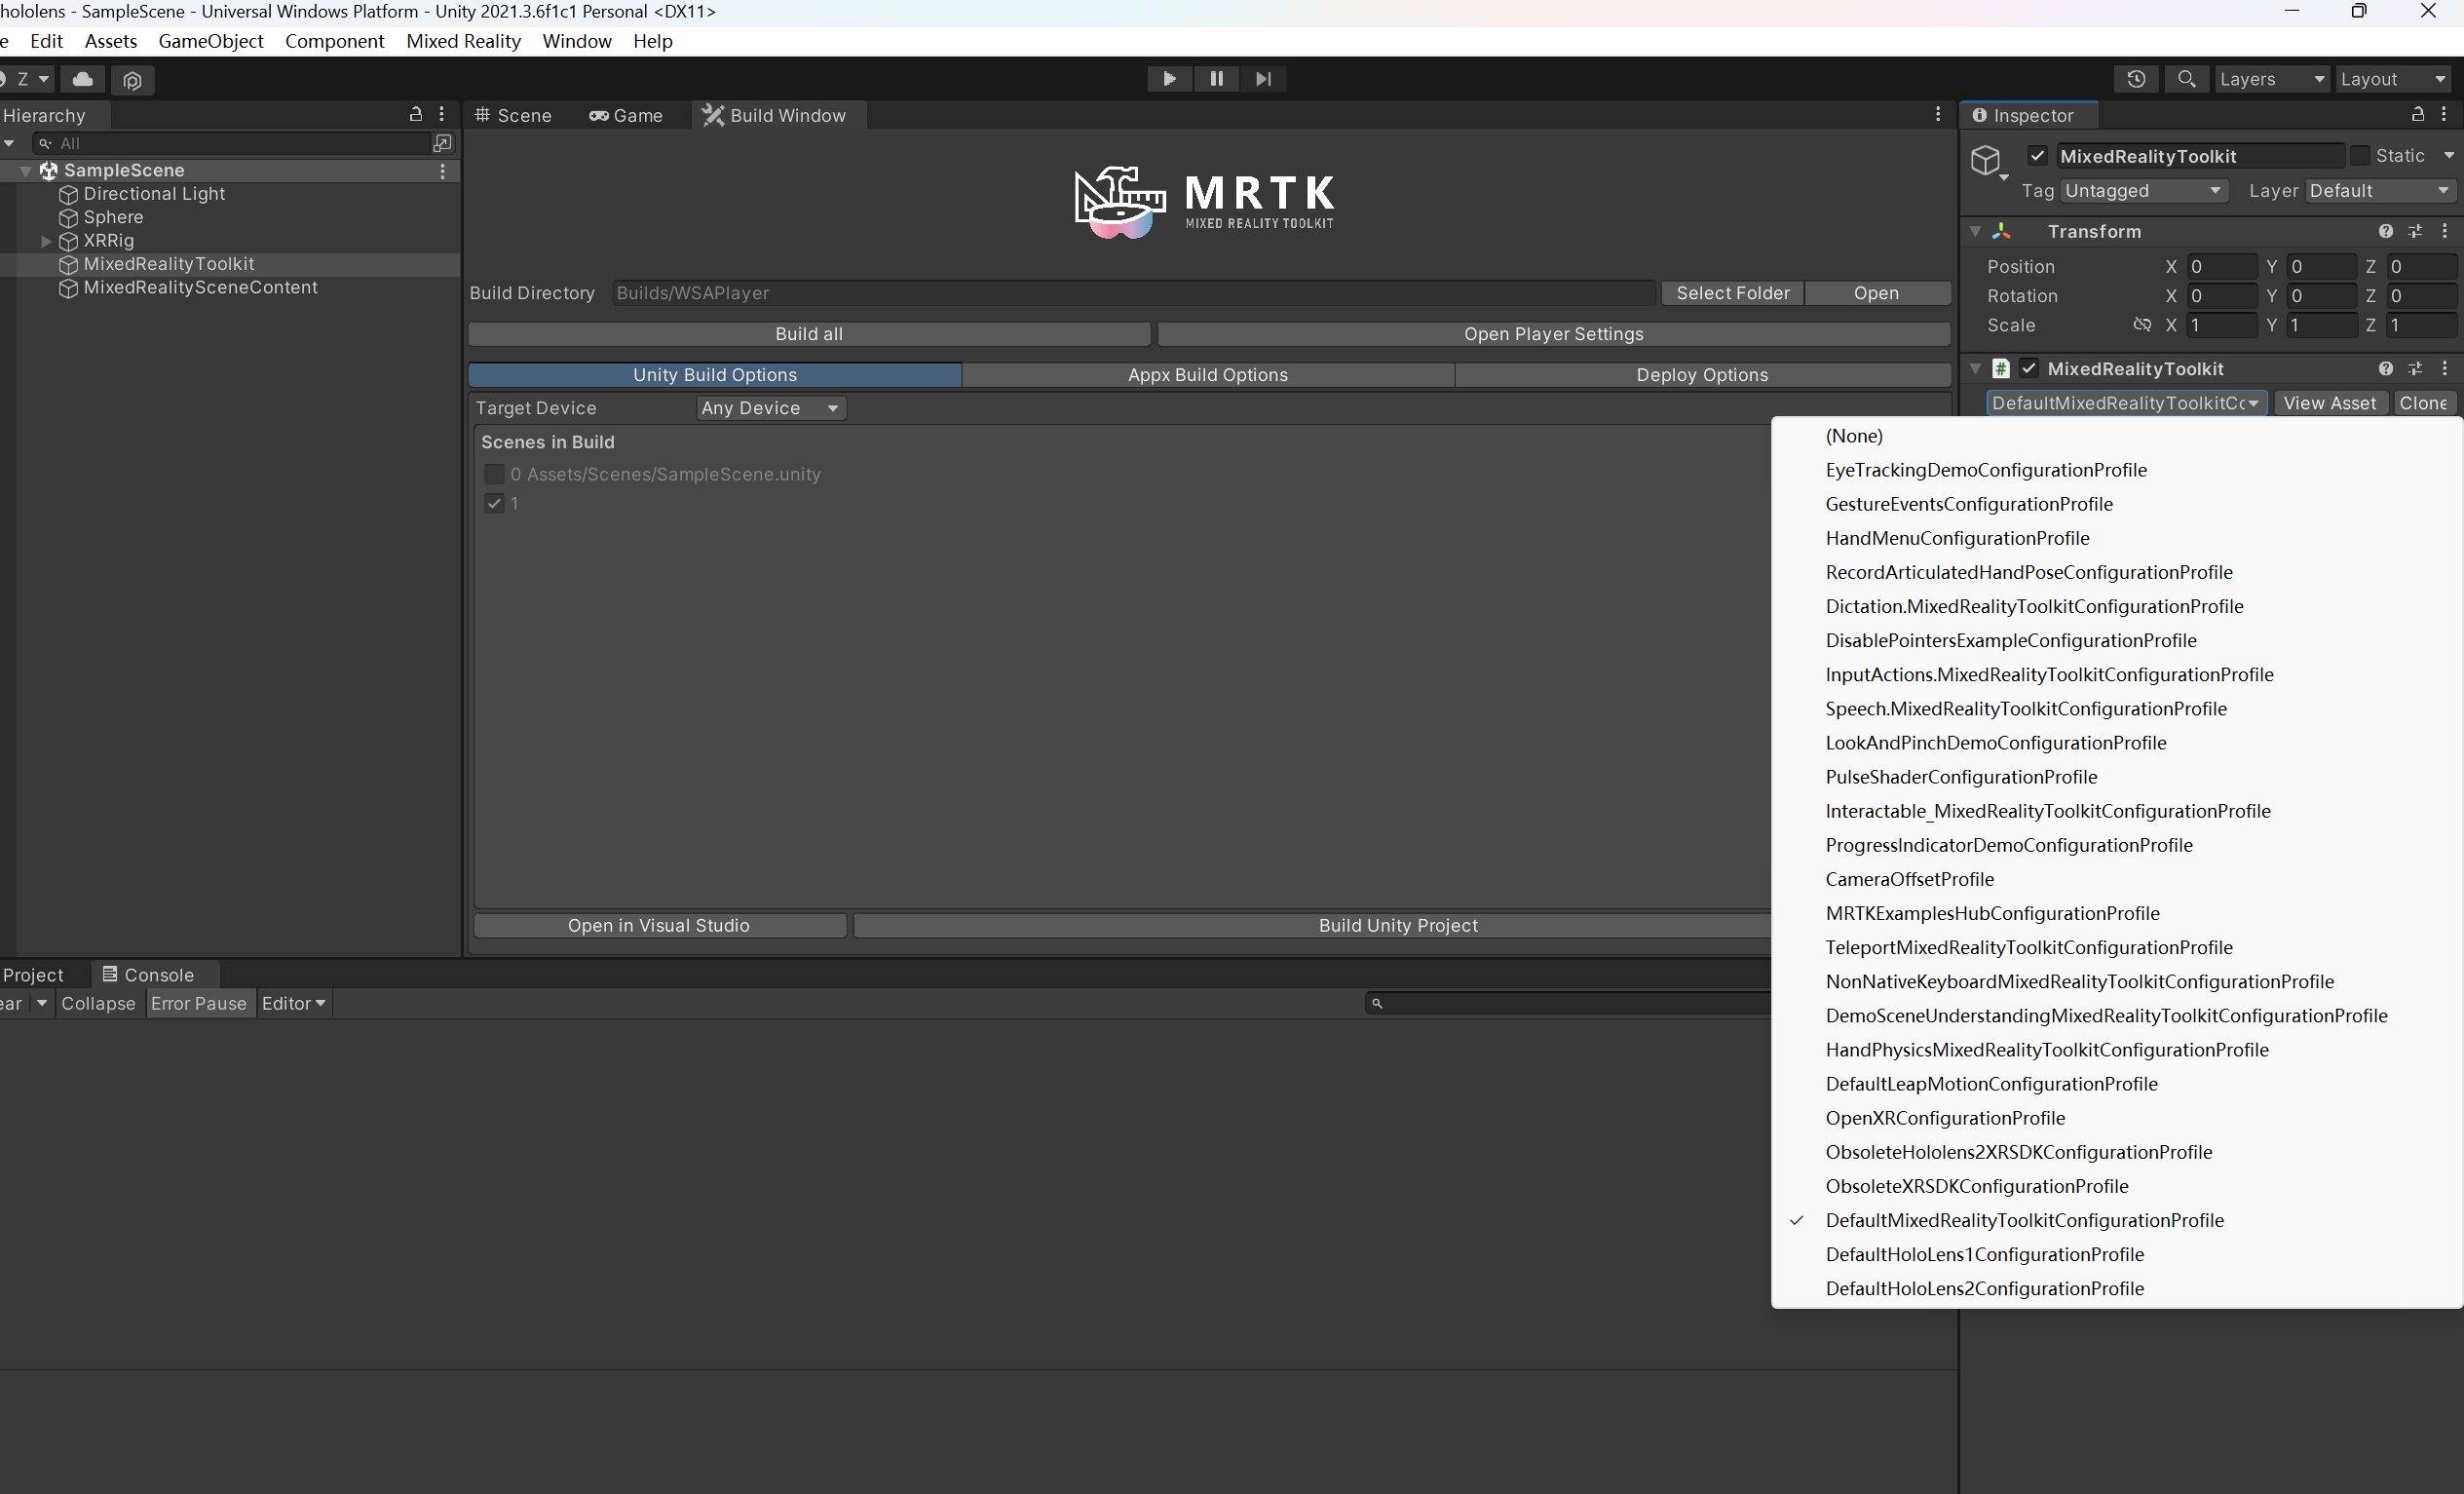 hololens - SampleScene - Universal Windows Platform - Unity 2021.3.6f1c1 Personal <DX11>
e Edit Assets GameObject Component Mixed Reality Window Help
Z Layers Layout
Hierarchy
All
SampleScene
Directional Light
Sphere
XRRig
MixedRealityToolkit
MixedRealitySceneContent
Scene Game Build Window
MRTK
MIXED REALITY TOOLKIT
Build Directory Builds/WSAPlayer Select Folder Open
Build all Open Player Settings
Unity Build Options Appx Build Options Deploy Options
Target Device Any Device
Scenes in Build
0 Assets/Scenes/SampleScene.unity
1
Open in Visual Studio Build Unity Project
Project Console
ear Collapse Error Pause Editor
Inspector
MixedRealityToolkit Static
Tag Untagged Layer Default
Transform
Position X 0 Y 0 Z 0
Rotation X 0 Y 0 Z 0
Scale X 1 Y 1 Z 1
# MixedRealityToolkit
DefaultMixedRealityToolkitCc View Asset Clone
(None)
EyeTrackingDemoConfigurationProfile
GestureEventsConfigurationProfile
HandMenuConfigurationProfile
RecordArticulatedHandPoseConfigurationProfile
Dictation.MixedRealityToolkitConfigurationProfile
DisablePointersExampleConfigurationProfile
InputActions.MixedRealityToolkitConfigurationProfile
Speech.MixedRealityToolkitConfigurationProfile
LookAndPinchDemoConfigurationProfile
PulseShaderConfigurationProfile
Interactable_MixedRealityToolkitConfigurationProfile
ProgressIndicatorDemoConfigurationProfile
CameraOffsetProfile
MRTKExamplesHubConfigurationProfile
TeleportMixedRealityToolkitConfigurationProfile
NonNativeKeyboardMixedRealityToolkitConfigurationProfile
DemoSceneUnderstandingMixedRealityToolkitConfigurationProfile
HandPhysicsMixedRealityToolkitConfigurationProfile
DefaultLeapMotionConfigurationProfile
OpenXRConfigurationProfile
ObsoleteHololens2XRSDKConfigurationProfile
ObsoleteXRSDKConfigurationProfile
DefaultMixedRealityToolkitConfigurationProfile
DefaultHoloLens1ConfigurationProfile
DefaultHoloLens2ConfigurationProfile